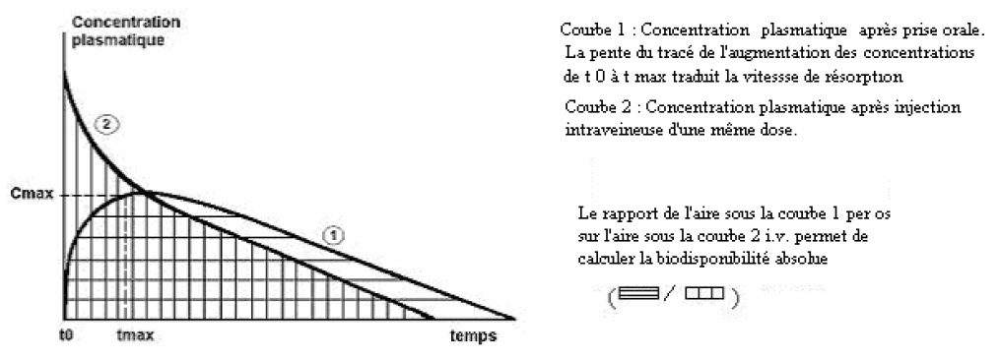 Concentration
plasmatique
2
Cmax
1
t0
tmax
temps
Courbe 1 : Concentration plasmatique après prise orale.
La pente du tracé de l'augmentation des concentrations
de t 0 à t max traduit la vitessse de résorption
Courbe 2 : Concentration plasmatique après injection
intraveineuse d'une même dose.
Le rapport de l'aire sous la courbe 1 per os
sur l'aire sous la courbe 2 i.v. permet de
calculer la biodisponibilité absolue
( / )